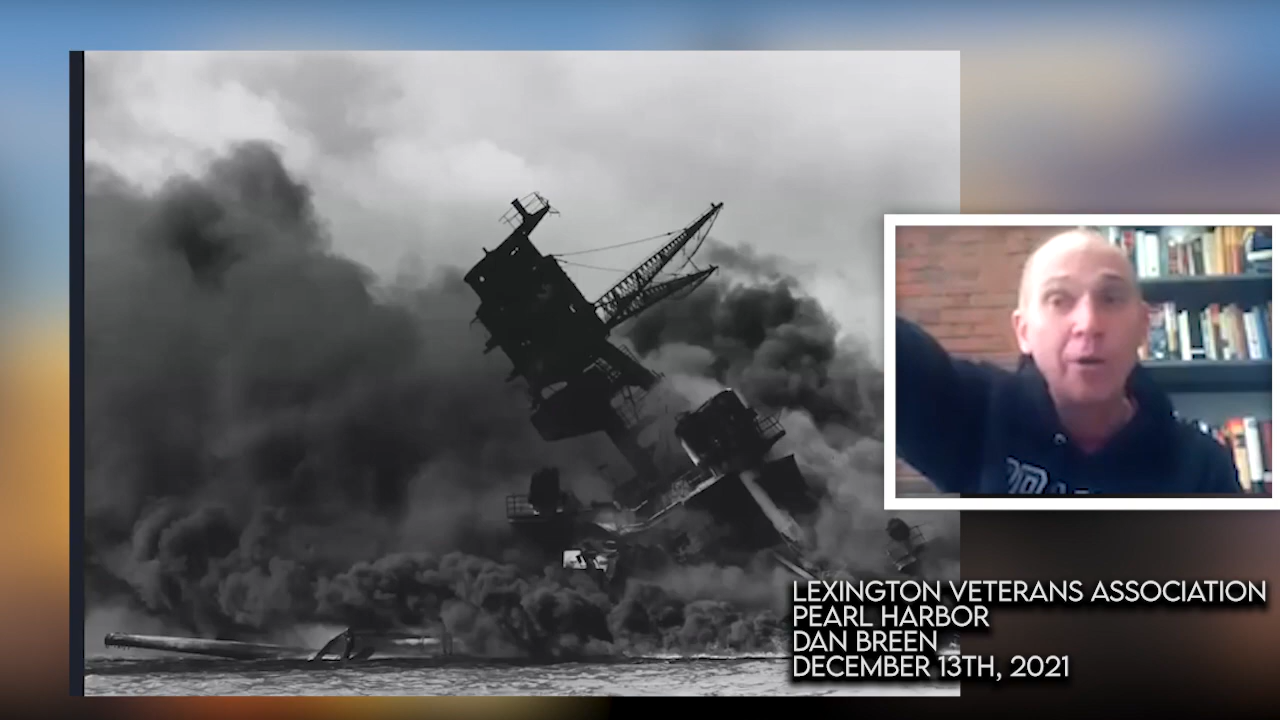 LEXINGTON VETERANS ASSOCIATION
PEARL HARBOR
DAN BREEN
DECEMBER 13TH, 2021